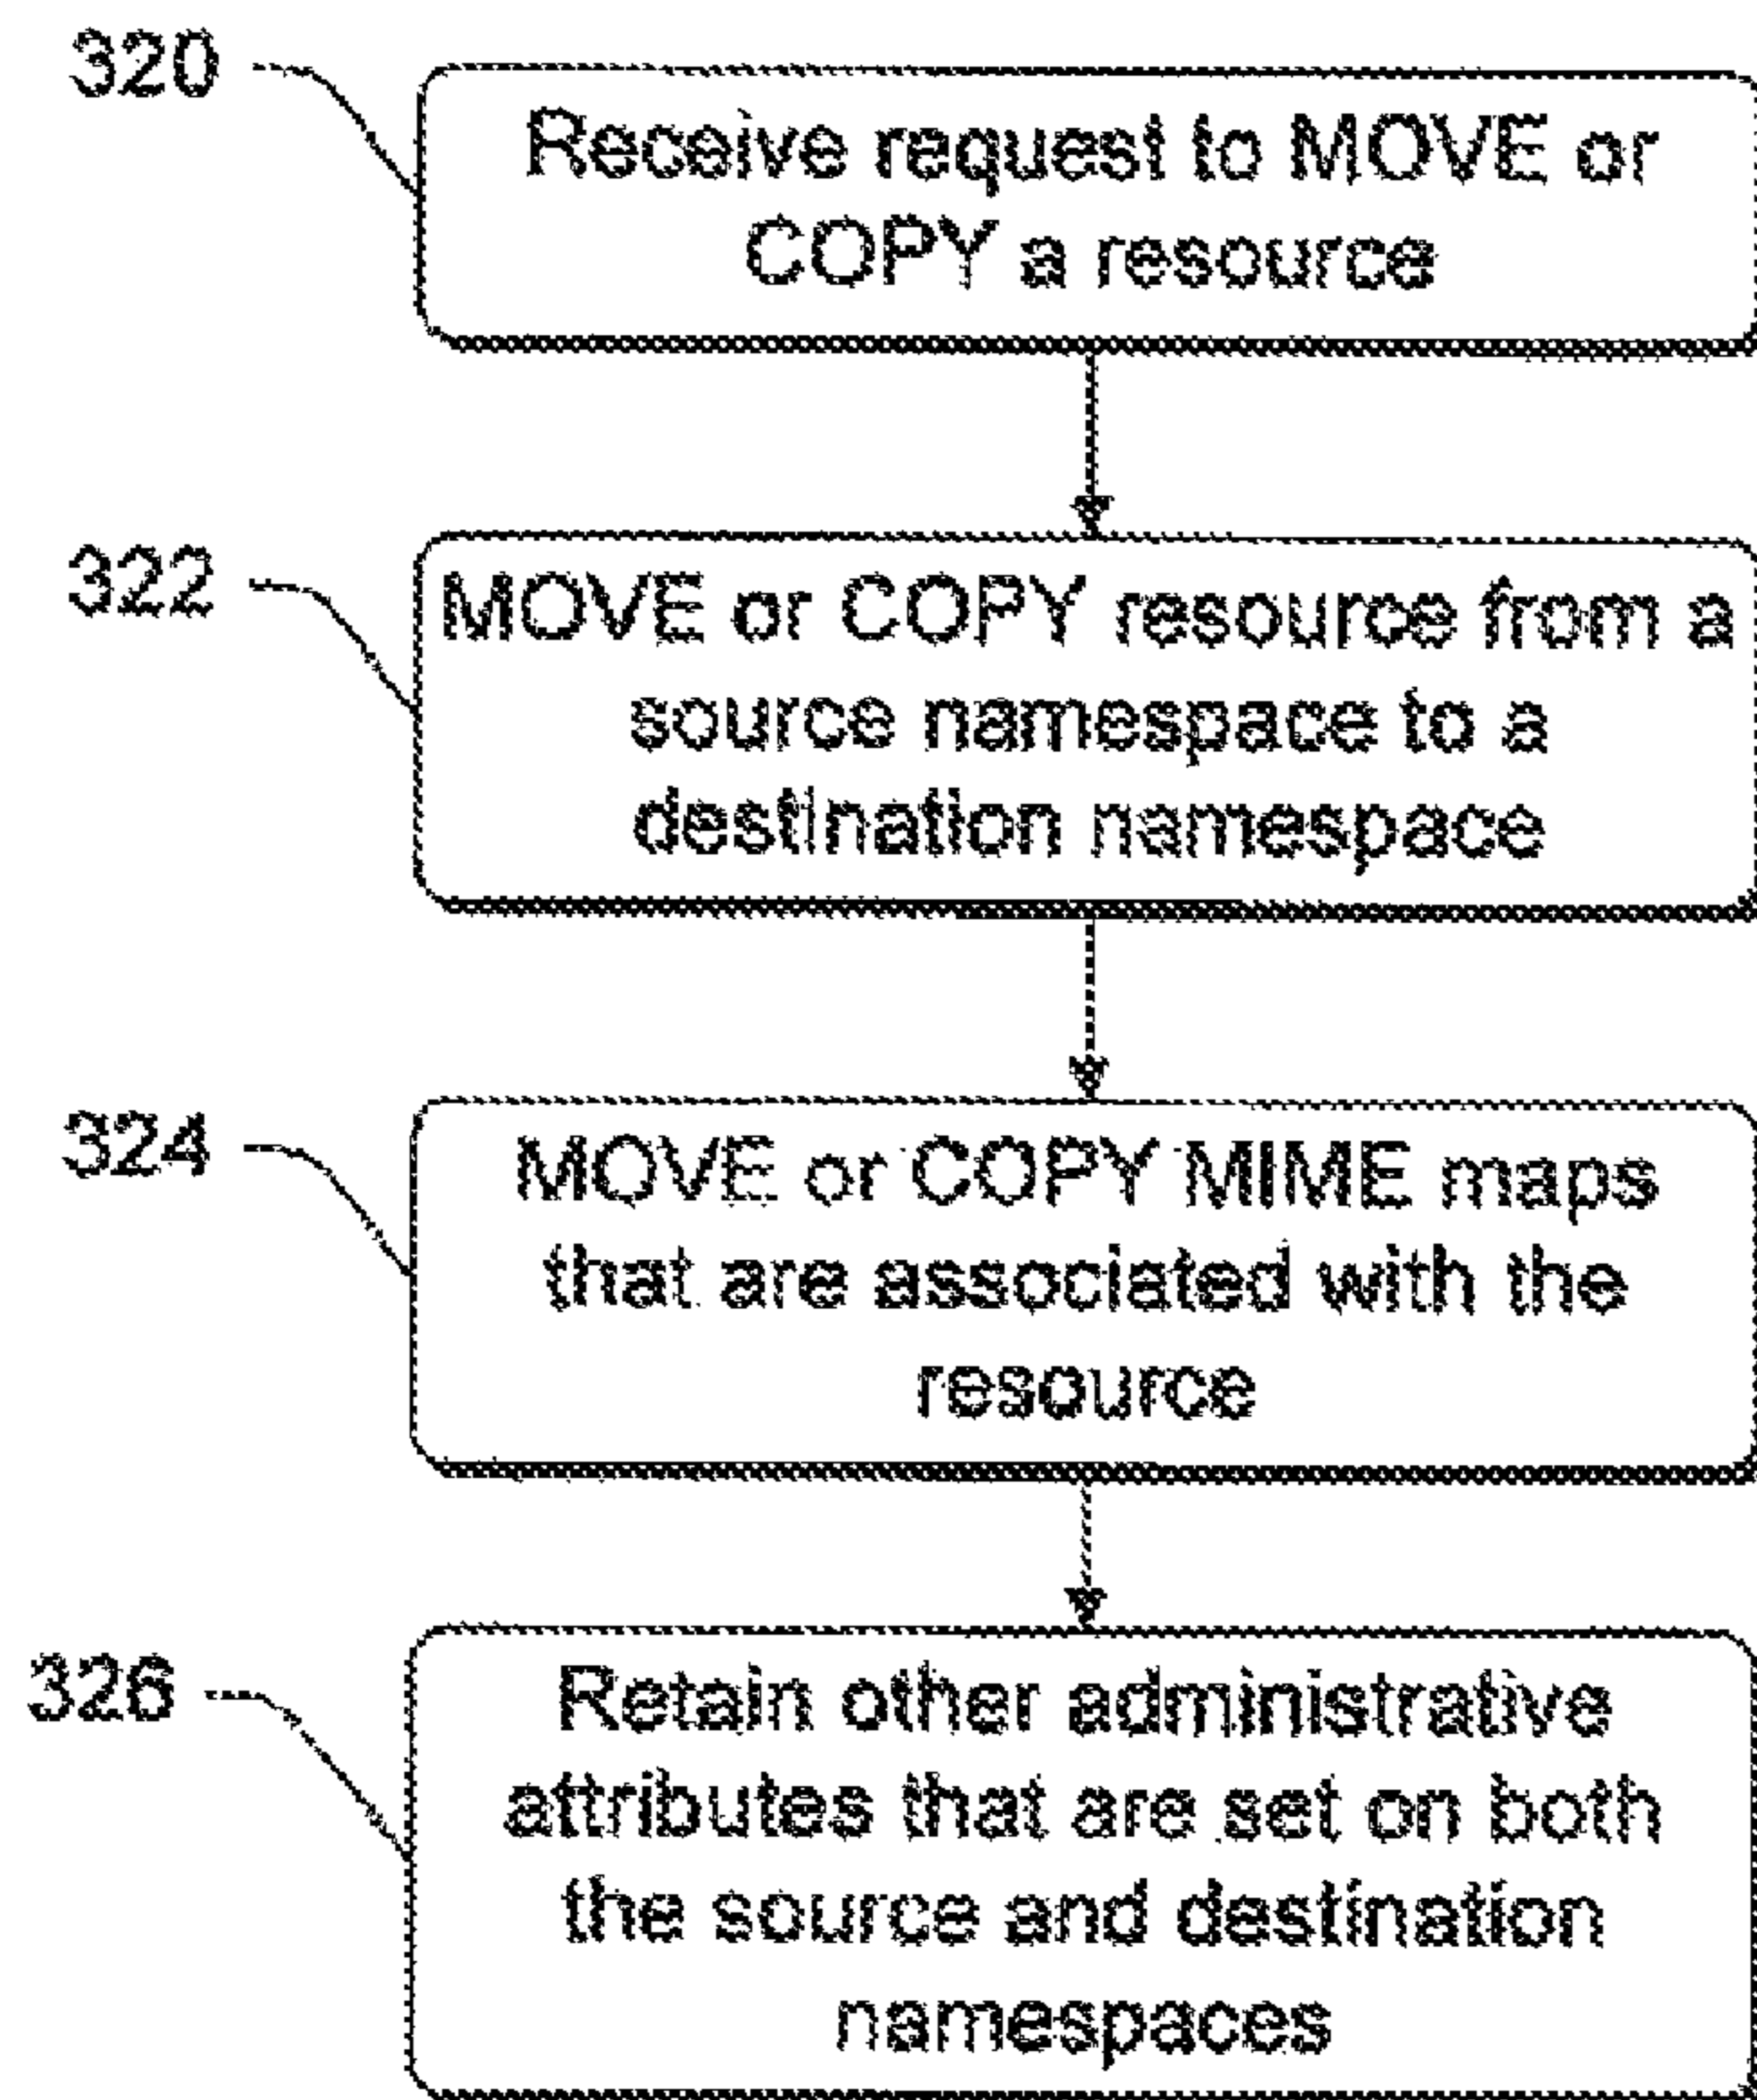 320
Receive request to MOVE or
COPY a resource
322
MOVE or COPY resource from a
source namespace to a
destination namespace
324
MOVE or COPY MIME maps
that are associated with the
resource
326
Retain other administrative
attributes that are set on both
the source and destination
namespaces